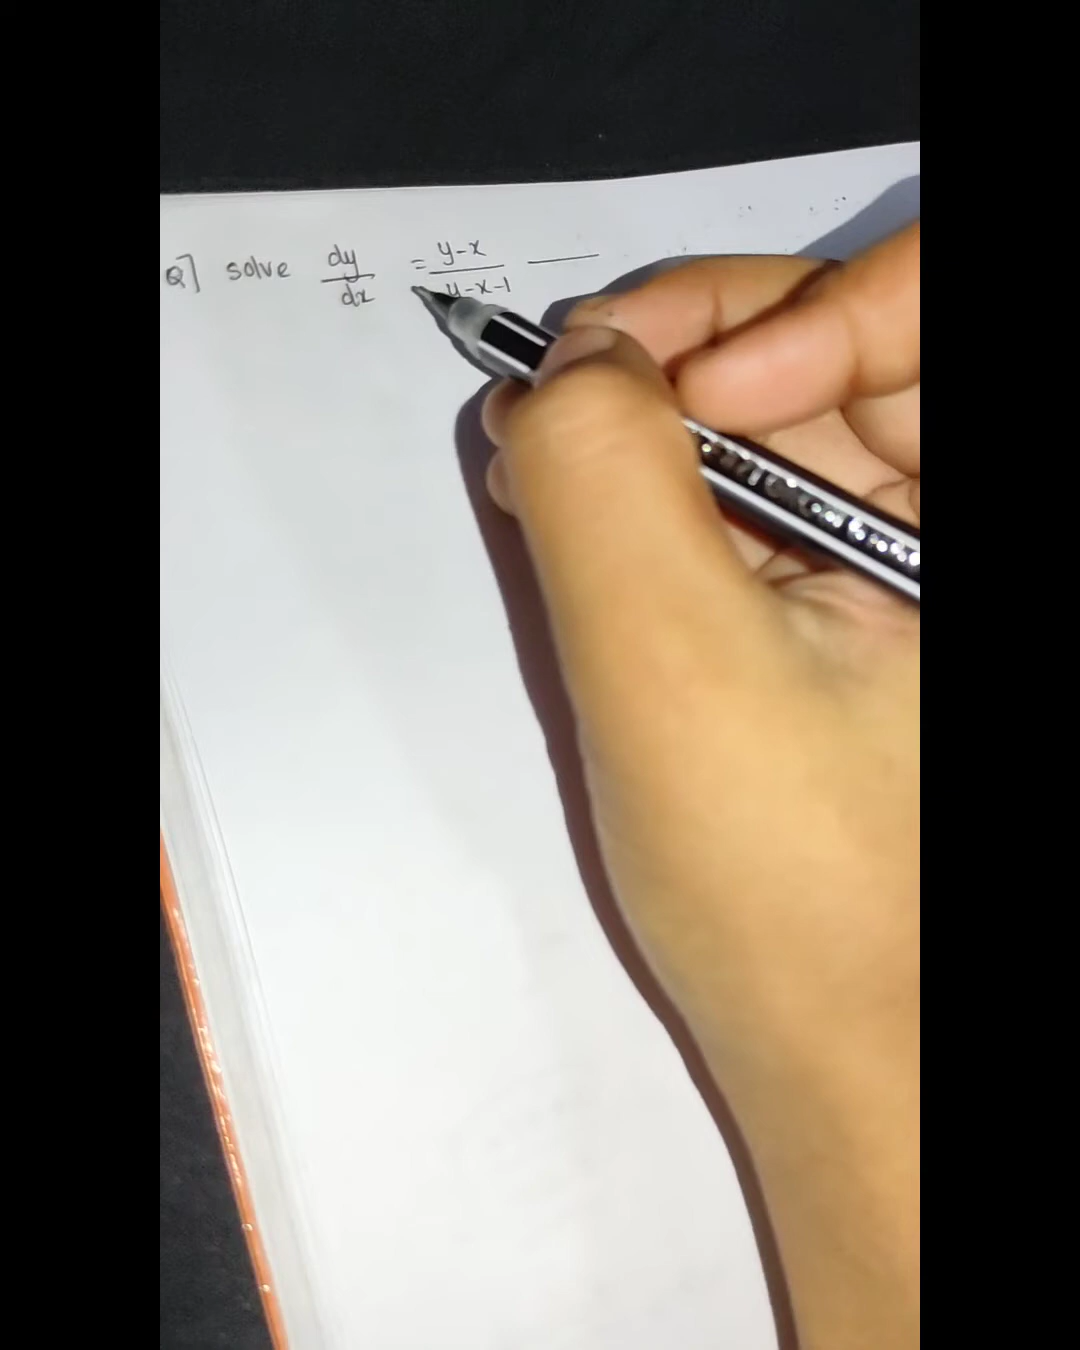 Q] solve dy/dx = y-x/y-x-1 —